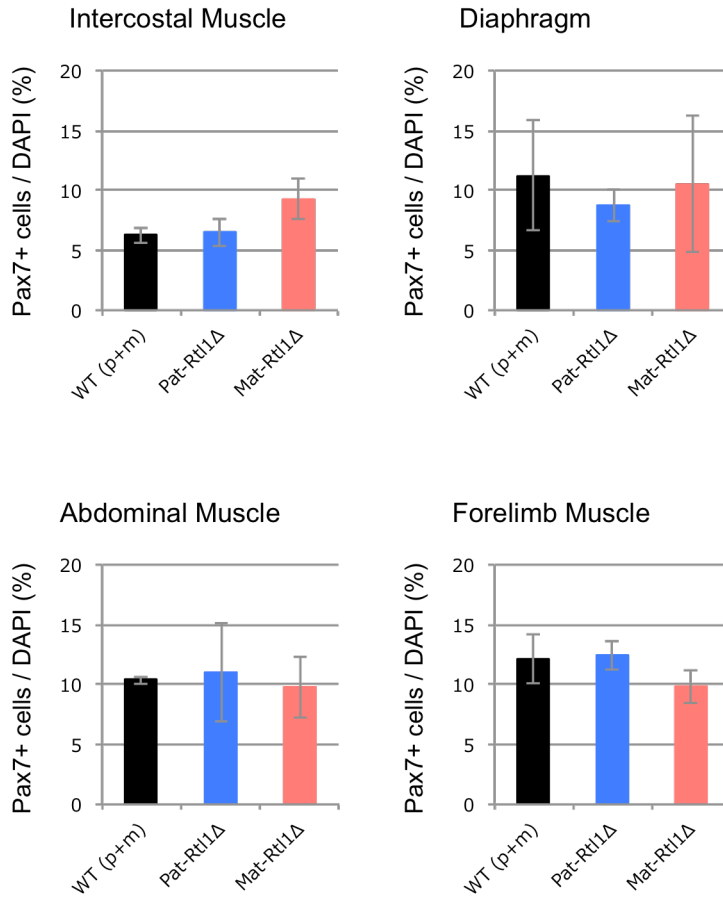 Intercostal Muscle
Pax7+ cells / DAPI (%)
20
15
10
5
0
WT (p+m)
Pat-Rtl1Δ
Mat-Rtl1Δ
Diaphragm
Pax7+ cells / DAPI (%)
20
15
10
5
0
WT (p+m)
Pat-Rtl1Δ
Mat-Rtl1Δ
Abdominal Muscle
Pax7+ cells / DAPI (%)
20
15
10
5
0
WT (p+m)
Pat-Rtl1Δ
Mat-Rtl1Δ
Forelimb Muscle
Pax7+ cells / DAPI (%)
20
15
10
5
0
WT (p+m)
Pat-Rtl1Δ
Mat-Rtl1Δ